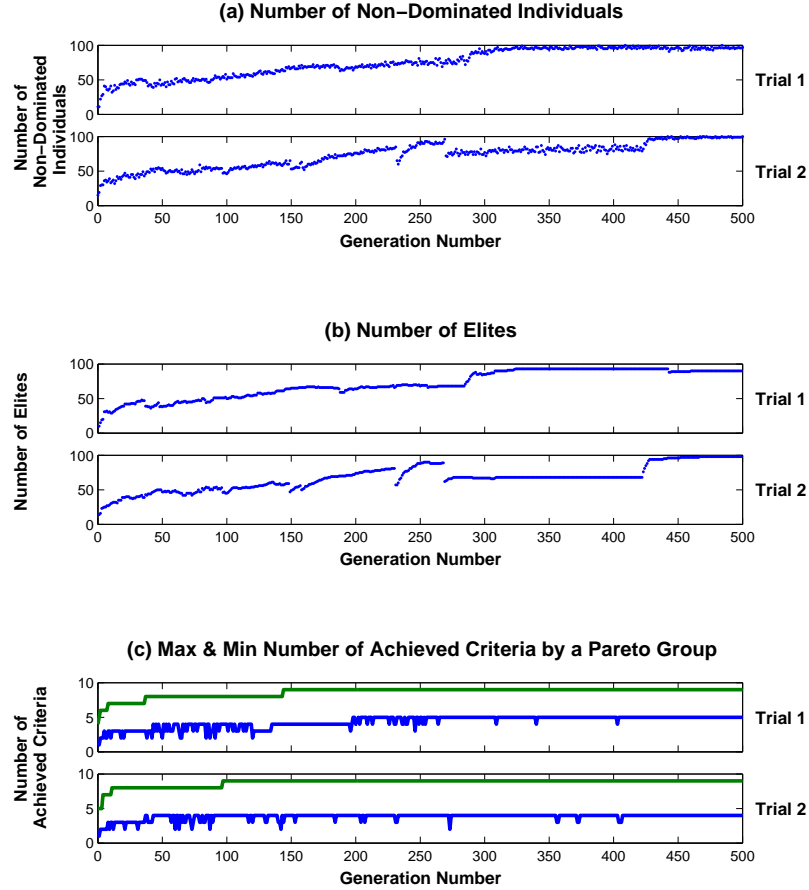 (a) Number of Non−Dominated Individuals
Number of
Non−Dominated
Individuals
100
50
0
Trial 1
100
50
0
Trial 2
0 50 100 150 200 250 300 350 400 450 500
Generation Number
(b) Number of Elites
Number of Elites
100
50
0
Trial 1
100
50
0
Trial 2
0 50 100 150 200 250 300 350 400 450 500
Generation Number
(c) Max & Min Number of Achieved Criteria by a Pareto Group
Number of
Achieved Criteria
10
5
0
Trial 1
10
5
0
Trial 2
0 50 100 150 200 250 300 350 400 450 500
Generation Number